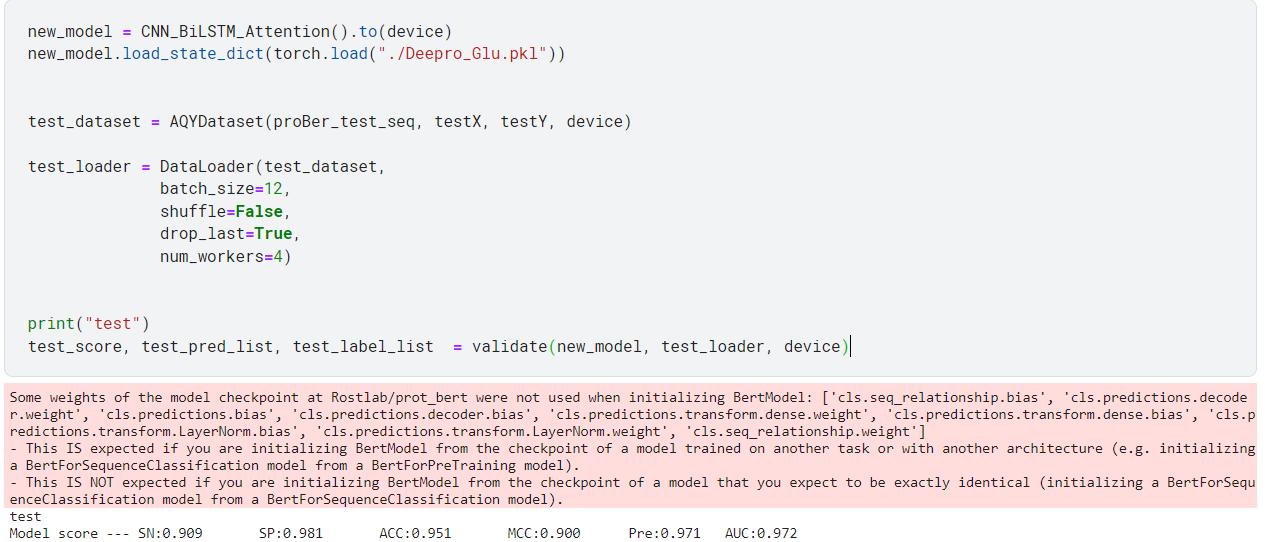 new_model = CNN_BiLSTM_Attention().to(device)
new_model.load_state_dict(torch.load("./Deepro_Glu.pkl"))
test_dataset = AQYDataset(proBer_test_seq, testX, testY, device)
test_loader = DataLoader(test_dataset,
batch_size=12,
shuffle=False,
drop_last=True,
num_workers=4)
print("test")
test_score, test_pred_list, test_label_list  = validate(new_model, test_loader, device)
Some weights of the model checkpoint at Rostlab/prot_bert were not used when initializing BertModel: ['cls.seq_relationship.bias', 'cls.predictions.decode
r.weight', 'cls.predictions.bias', 'cls.predictions.decoder.bias', 'cls.predictions.transform.dense.weight', 'cls.predictions.transform.dense.bias', 'cls.p
redictions.transform.LayerNorm.bias', 'cls.predictions.transform.LayerNorm.weight', 'cls.seq_relationship.weight']
- This IS expected if you are initializing BertModel from the checkpoint of a model trained on another task or with another architecture (e.g. initializing
a BertForSequenceClassification model from a BertForPreTraining model).
- This IS NOT expected if you are initializing BertModel from the checkpoint of a model that you expect to be exactly identical (initializing a BertForSequ
enceClassification model from a BertForSequenceClassification model).
test
Model score --- SN:0.909 SP:0.981 ACC:0.951 MCC:0.900 Pre:0.971 AUC:0.972